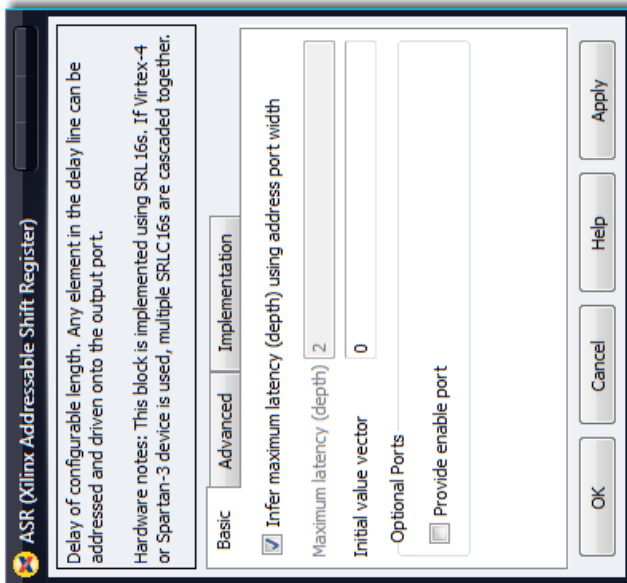 ASR (Xilinx Addressable Shift Register)
Delay of configurable length. Any element in the delay line can be
addressed and driven onto the output port.
Hardware notes: This block is implemented using SRL16s. If Virtex-4
or Spartan-3 device is used, multiple SRLC16s are cascaded together.
Basic Advanced Implementation
Infer maximum latency (depth) using address port width
Maximum latency (depth) 2
Initial value vector 0
Optional Ports
Provide enable port
OK Cancel Help Apply